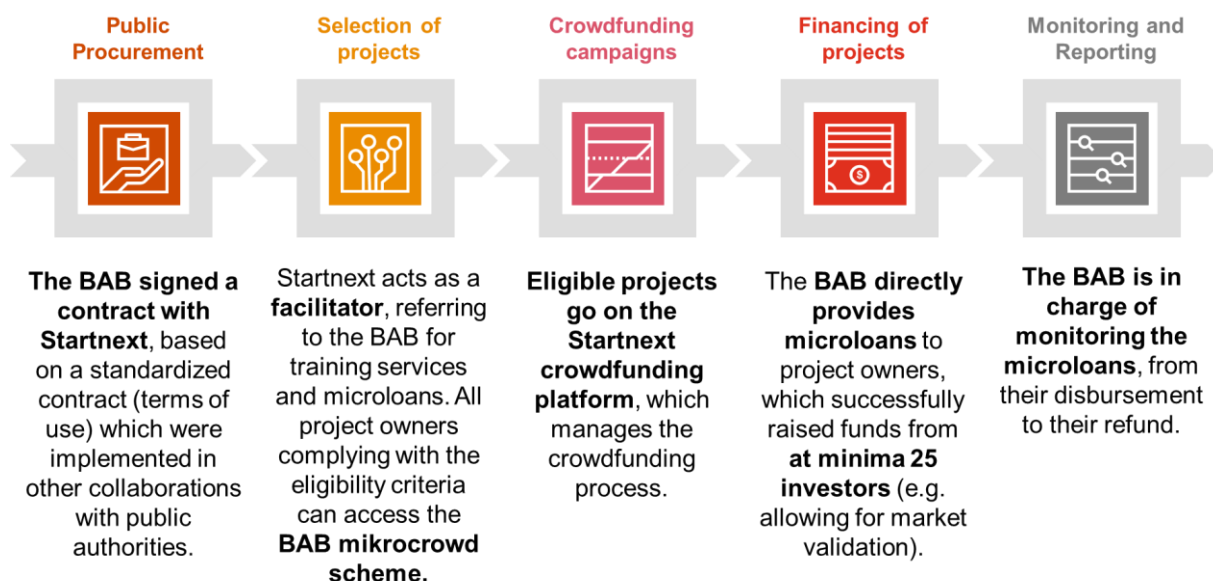 Public
Procurement
Selection of
projects
Crowdfunding
campaigns
Financing of
projects
Monitoring and
Reporting
$
The BAB signed a
contract with
Startnext, based
on a standardized
contract (terms of
use) which were
implemented in
other collaborations
with public
authorities.
Startnext acts as a
facilitator, referring
to the BAB for
training services
and microloans. All
project owners
complying with the
eligibility criteria
can access the
BAB mikrocrowd
scheme.
Eligible projects
go on the
Startnext
crowdfunding
platform, which
manages the
crowdfunding
process.
The BAB directly
provides
microloans to
project owners,
which successfully
raised funds from
at minima 25
investors (e.g.
allowing for market
validation).
The BAB is in
charge of
monitoring the
microloans, from
their disbursement
to their refund.